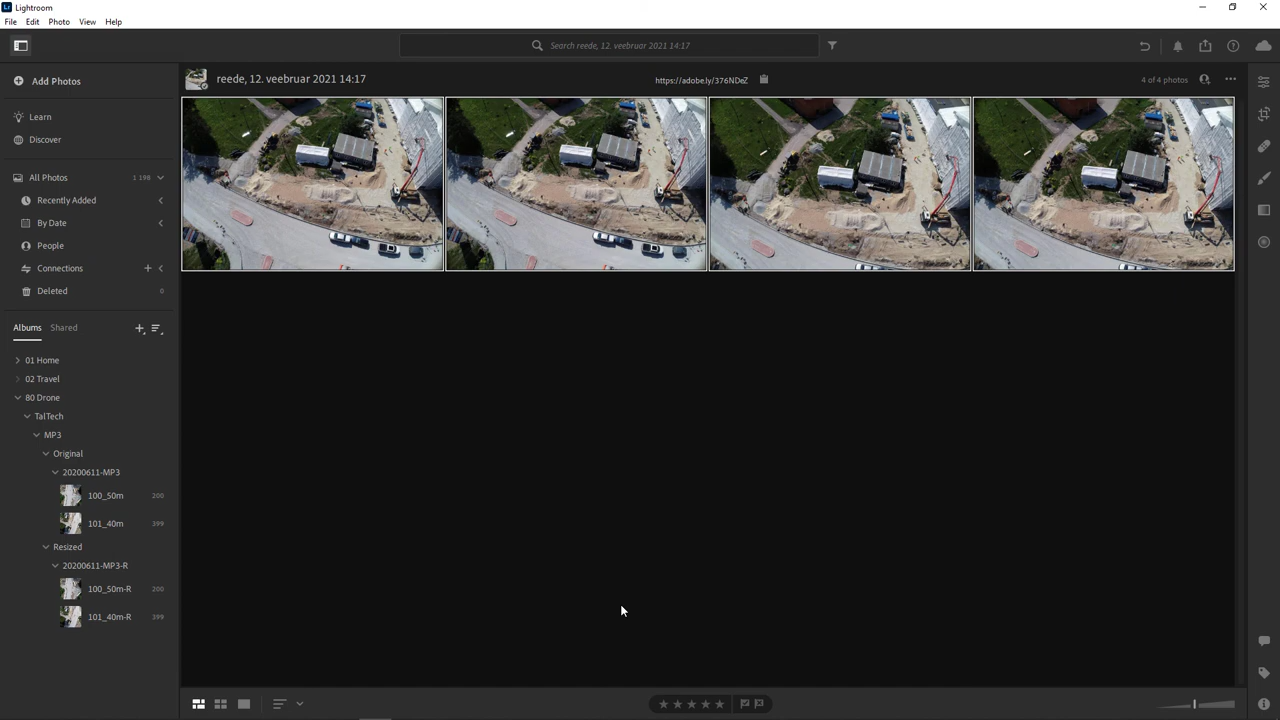 Lr Lightroom
File Edit Photo View Help
Search reede, 12. veebruar 2021 14:17
Add Photos
reede, 12. veebruar 2021 14:17
https://adobe.ly/376NDeZ
4 of 4 photos
Learn
Discover
All Photos 1 198
Recently Added
By Date
People
Connections +
Deleted 0
Albums Shared
01 Home
02 Travel
80 Drone
TalTech
MP3
Original
20200611-MP3
100_50m 200
101_40m 399
Resized
20200611-MP3-R
100_50m-R 200
101_40m-R 399